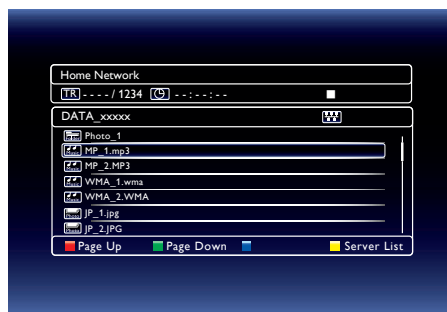 Home Network
TR - - - - / 1234 - - : - - : - -
DATA_xxxxx
Photo_1
MP_1.mp3
MP_2.MP3
WMA_1.wma
WMA_2.WMA
JP_1.jpg
JP_2.JPG
Page Up Page Down Server List